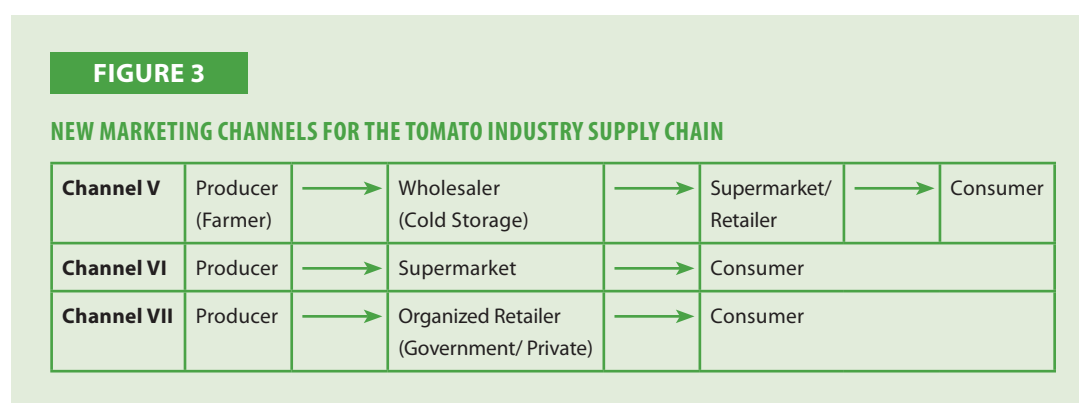 FIGURE 3
NEW MARKETING CHANNELS FOR THE TOMATO INDUSTRY SUPPLY CHAIN
Channel V Producer Wholesaler Supermarket/ Consumer
(Farmer) (Cold Storage) Retailer
Channel VI Producer Supermarket Consumer
Channel VII Producer Organized Retailer Consumer
(Government/ Private)